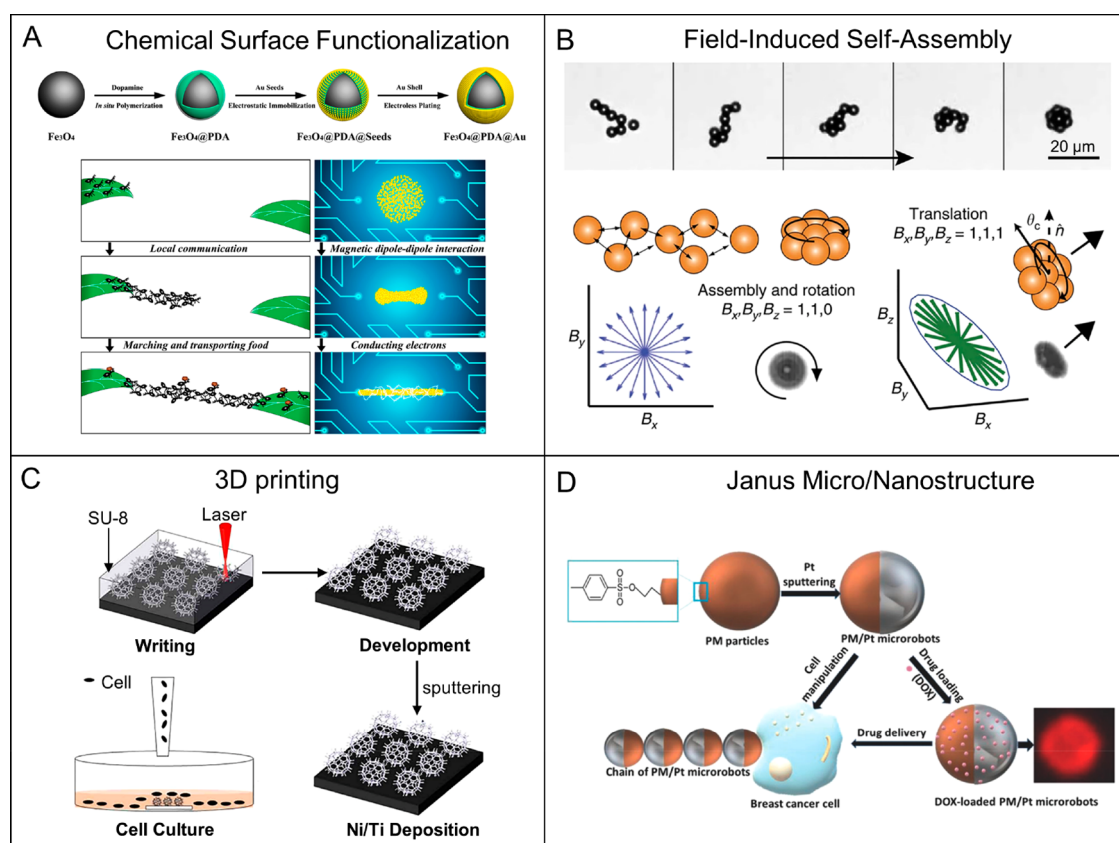 A
Chemical Surface Functionalization
Dopamine
Au Seeds
Au Shell
In situ Polymerization
Electrostatic Immobilization
Electroless Plating
Fe₃O₄
Fe₃O₄@PDA
Fe₃O₄@PDA@Seeds
Fe₃O₄@PDA@Au
Local communication
Magnetic dipole-dipole interaction
Marching and transporting food
Conducting electrons
B
Field-Induced Self-Assembly
20 μm
Assembly and rotation
Bx,By,Bz = 1,1,0
By
Bx
Translation
Bx,By,Bz = 1,1,1
θc
n̂
Bz
By
Bx
C
3D printing
SU-8
Laser
Writing
Development
sputtering
Cell
Cell Culture
Ni/Ti Deposition
D
Janus Micro/Nanostructure
O
S
O
O
PM particles
Pt
sputtering
PM/Pt microrobots
Cell
manipulation
Drug loading
(DOX)
Drug delivery
Chain of PM/Pt microrobots
Breast cancer cell
DOX-loaded PM/Pt microrobots